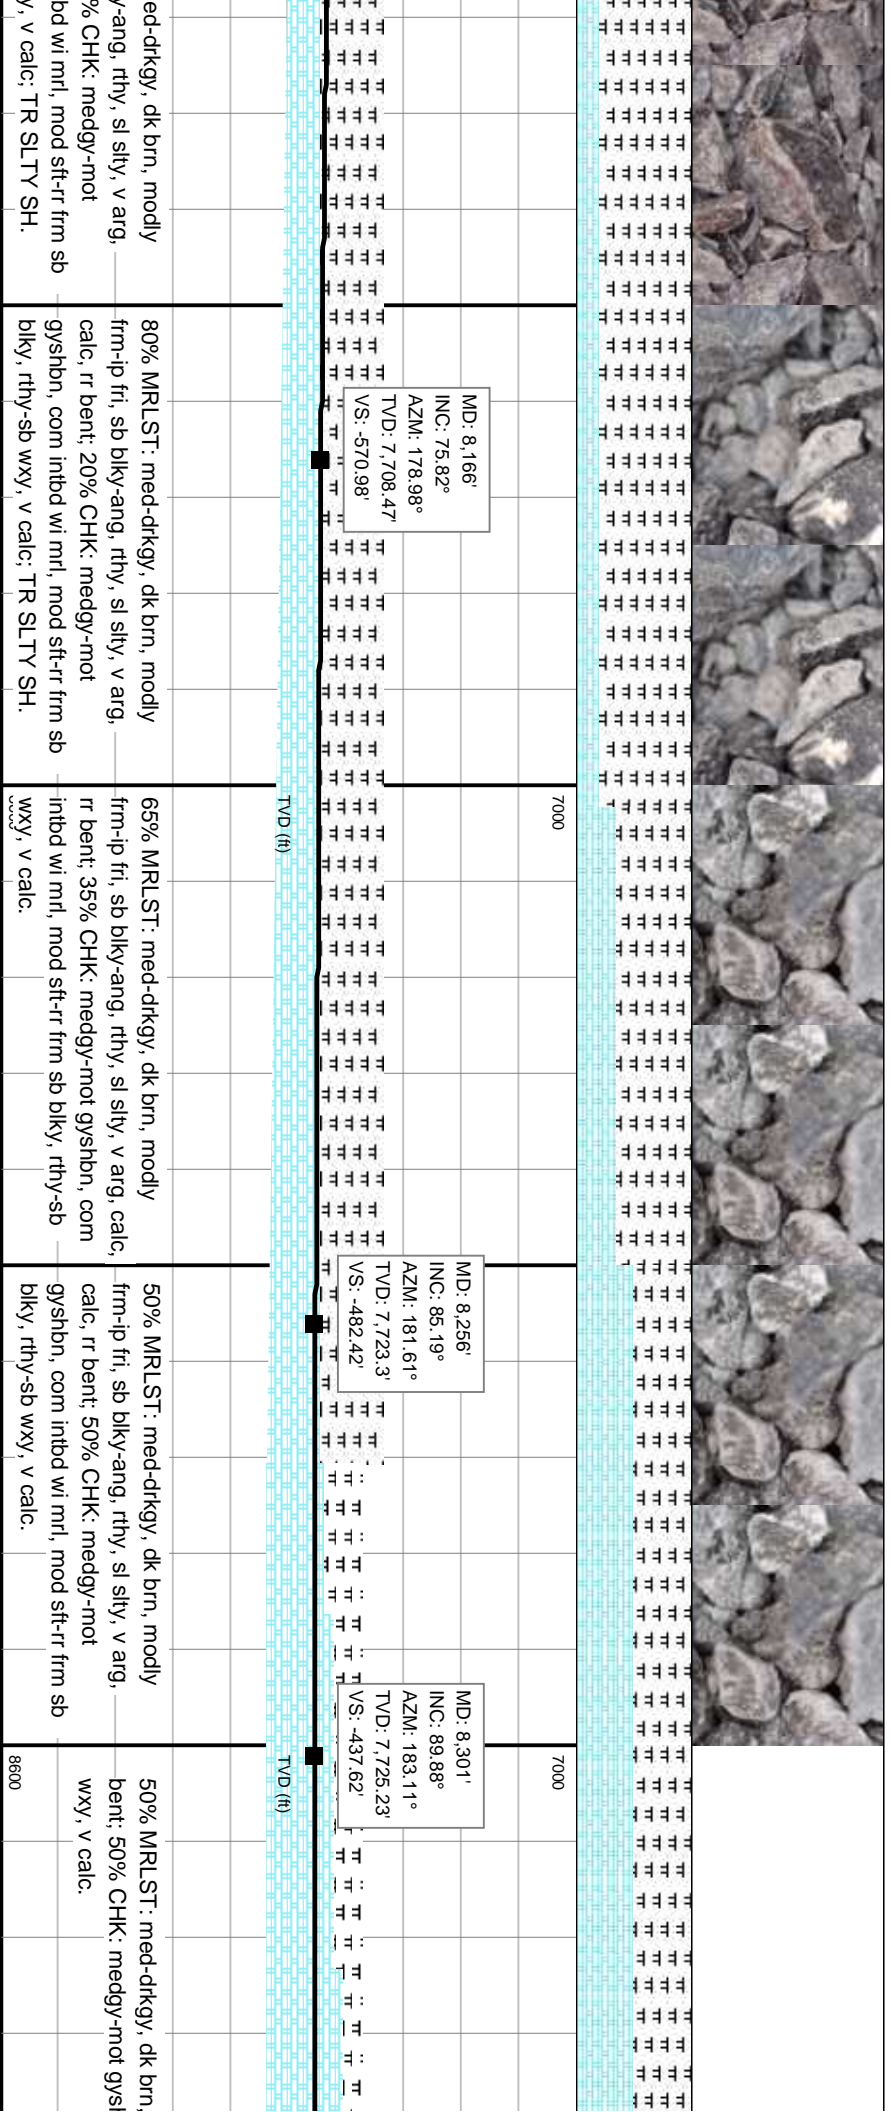 ed-drkgy, dk brn, modly
y-ang, rthy, sl slty, v arg,
% CHK: medgy-mot
bd wi mrl, mod sft-rr frm sb
y, v calc; TR SLTY SH.
80% MRLST: med-drkgy, dk brn, modly
frm-ip fri, sb blky-ang, rthy, sl slty, v arg,
calc, rr bent; 20% CHK: medgy-mot
gyshbn, com intbd wi mrl, mod sft-rr frm sb
blky, rthy-sb wxy, v calc; TR SLTY SH.
MD: 8,166'
INC: 75.82°
AZM: 178.98°
TVD: 7,708.47'
VS: -570.98'
7000
TVD (ft)
65% MRLST: med-drkgy, dk brn, modly
frm-ip fri, sb blky-ang, rthy, sl slty, v arg, calc,
rr bent; 35% CHK: medgy-mot gyshbn, com
intbd wi mrl, mod sft-rr frm sb blky, rthy-sb
wxy, v calc.
MD: 8,256'
INC: 85.19°
AZM: 181.61°
TVD: 7,723.3'
VS: -482.42'
50% MRLST: med-drkgy, dk brn, modly
frm-ip fri, sb blky-ang, rthy, sl slty, v arg,
calc, rr bent; 50% CHK: medgy-mot
gyshbn, com intbd wi mrl, mod sft-rr frm sb
blky, rthy-sb wxy, v calc.
MD: 8,301'
INC: 89.88°
AZM: 183.11°
TVD: 7,725.23'
VS: -437.62'
7000
TVD (ft)
8600
50% MRLST: med-drkgy, dk brn,
bent; 50% CHK: medgy-mot gysh
wxy, v calc.